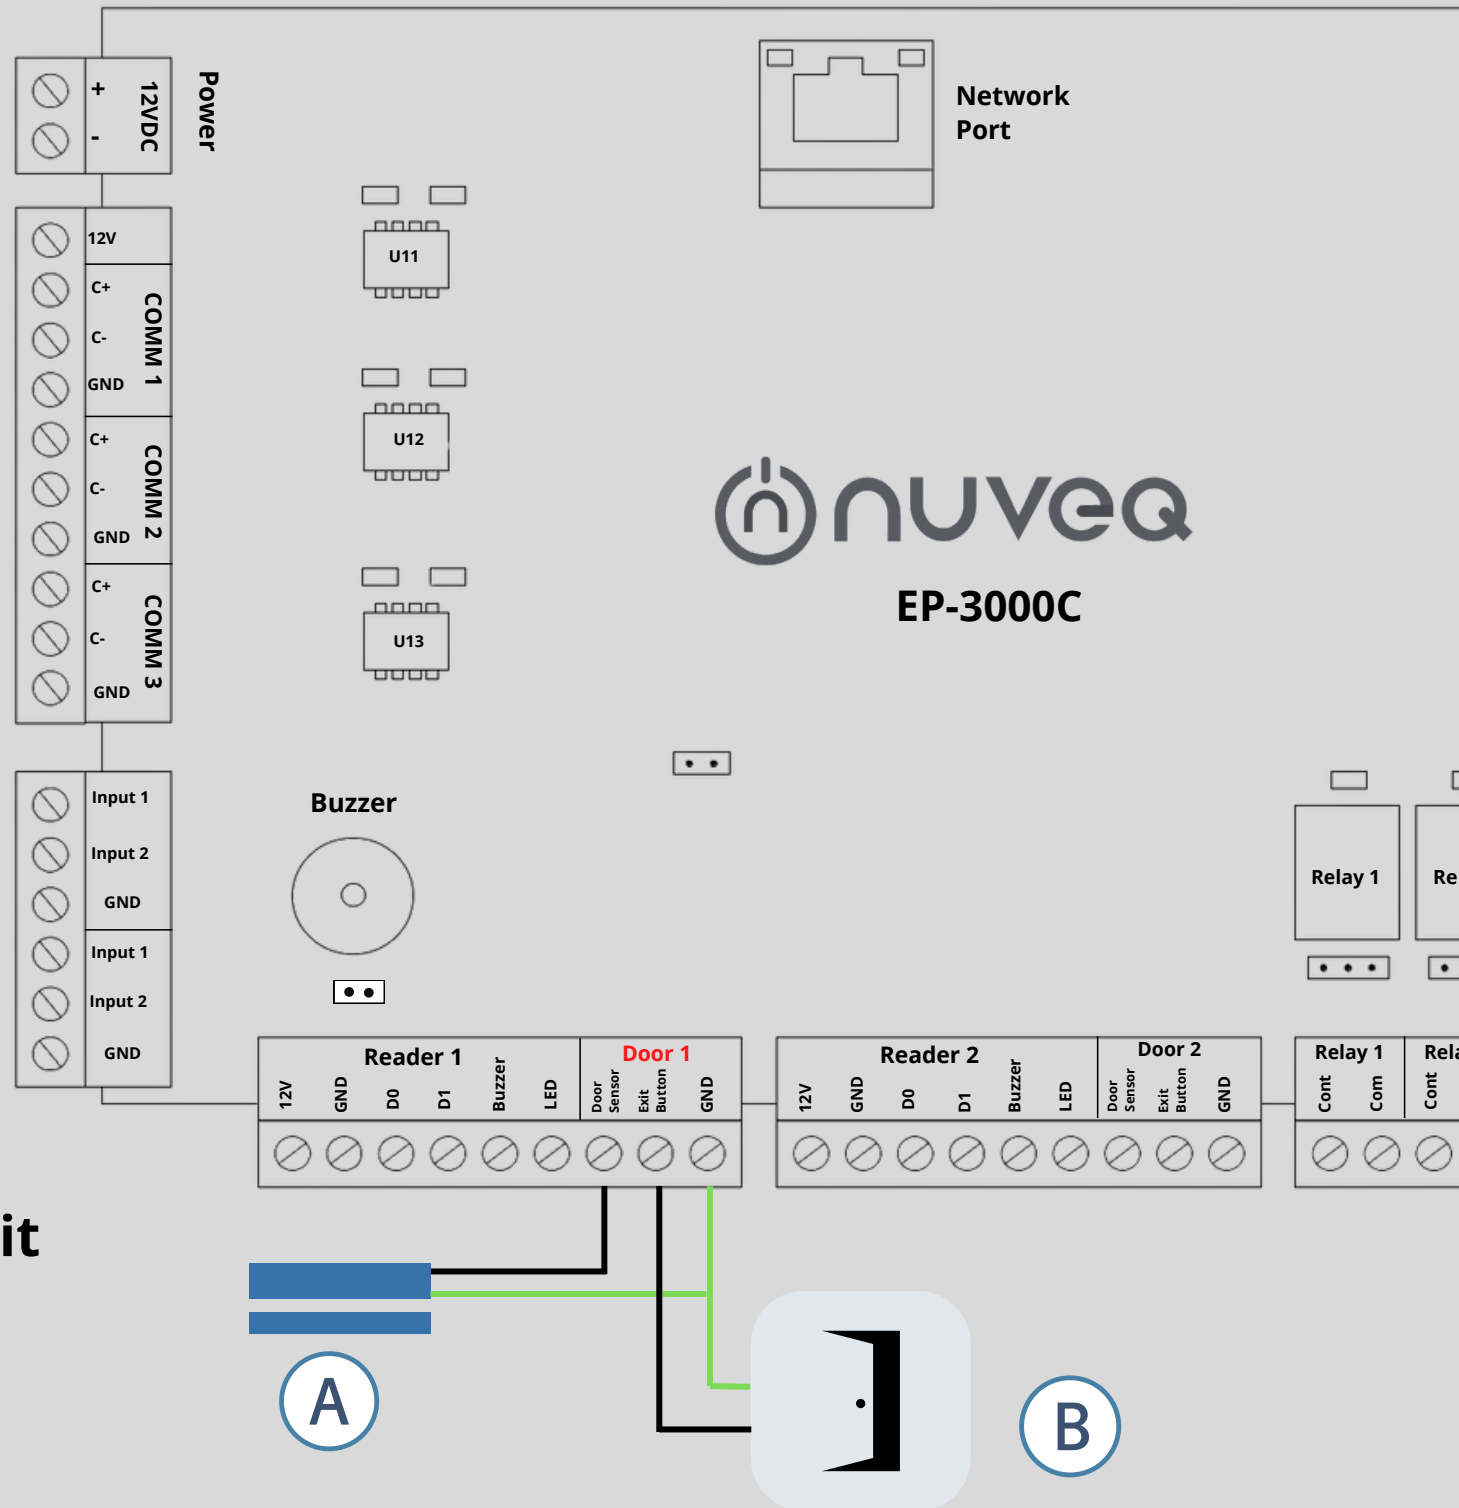 Power
+
-
12VDC
Network
Port
12V
C+
C-
GND
COMM 1
C+
C-
GND
COMM 2
C+
C-
GND
COMM 3
U11
U12
U13
nuveq
EP-3000C
Input 1
Input 2
GND
Input 1
Input 2
GND
Buzzer
Relay 1
Re
Reader 1
12V
GND
D0
D1
Buzzer
LED
Door 1
Door
Sensor
Exit
Button
GND
Reader 2
12V
GND
D0
D1
Buzzer
LED
Door 2
Door
Sensor
Exit
Button
GND
Relay 1
Cont
Com
Rela
Cont
it
A
B